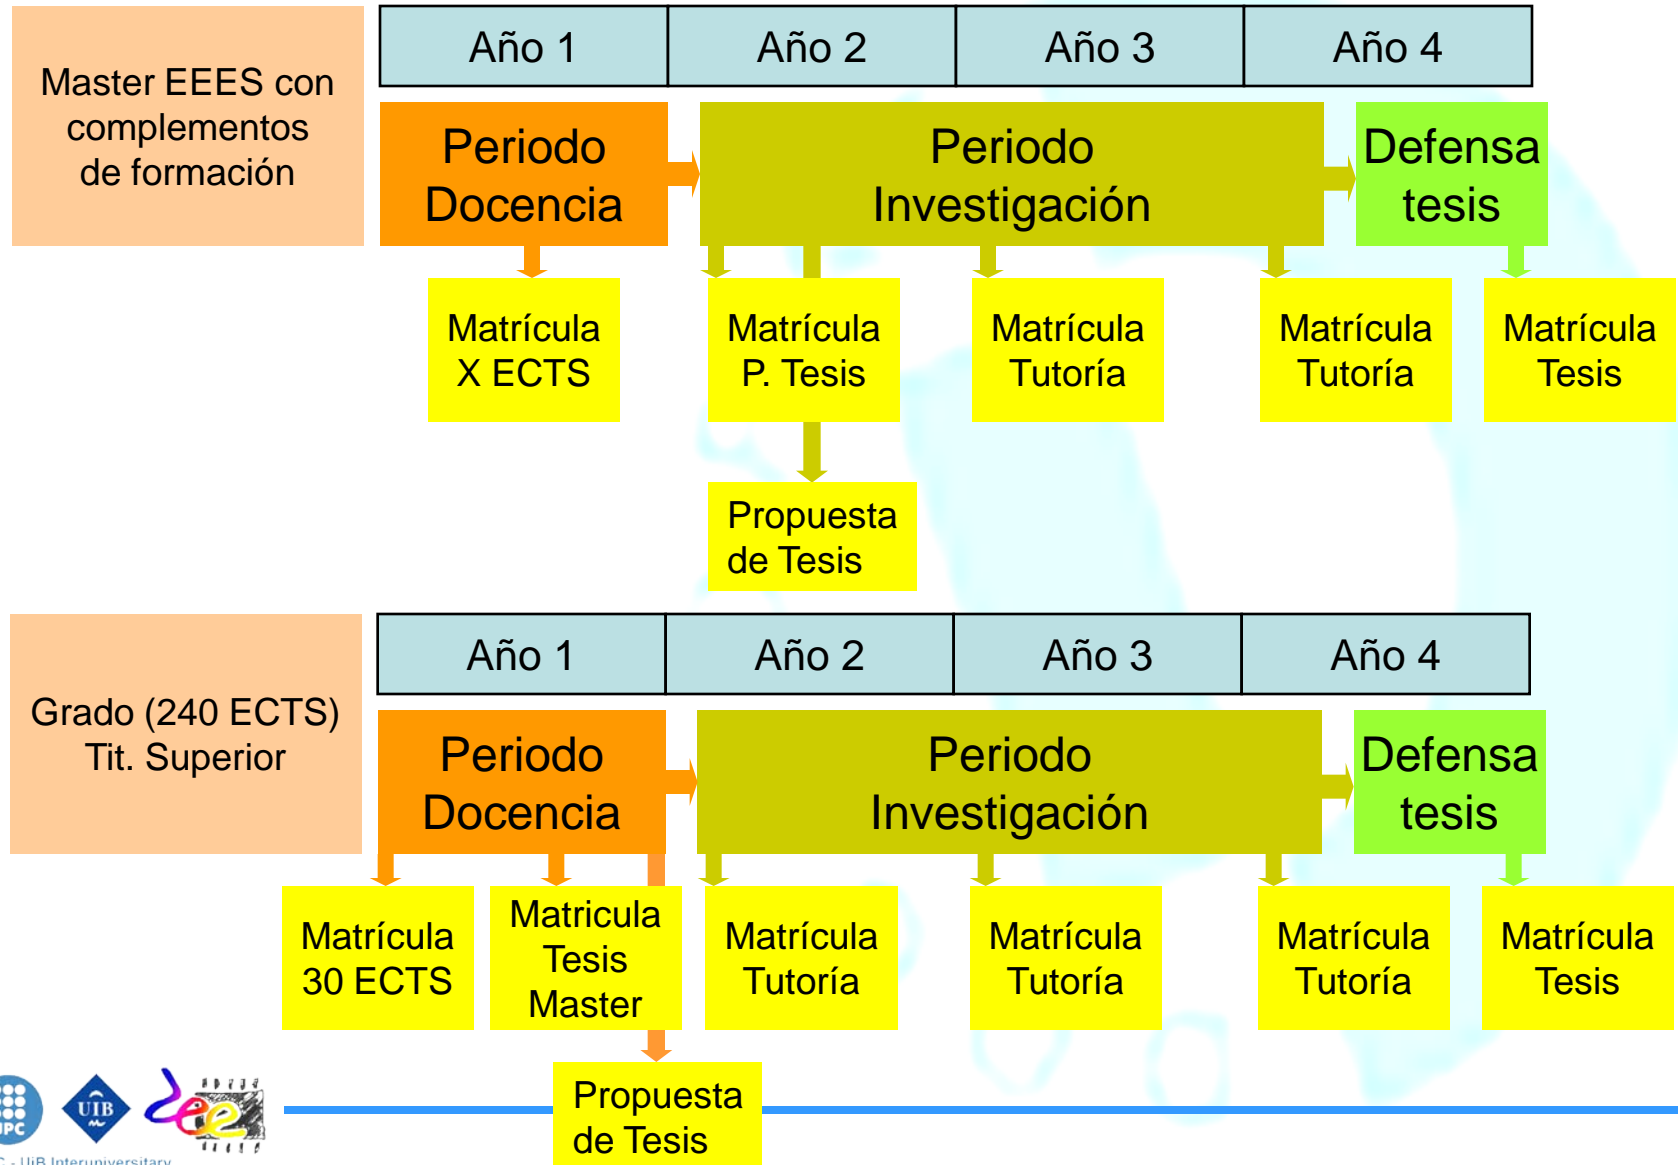 Master EEES con
complementos
de formación
Año 1
Año 2
Año 3
Año 4
Periodo
Docencia
Periodo
Investigación
Defensa
tesis
Matrícula
X ECTS
Matrícula
P. Tesis
Matrícula
Tutoría
Matrícula
Tutoría
Matrícula
Tesis
Propuesta
de Tesis
Grado (240 ECTS)
Tit. Superior
Año 1
Año 2
Año 3
Año 4
Periodo
Docencia
Periodo
Investigación
Defensa
tesis
Matrícula
30 ECTS
Matricula
Tesis
Master
Matrícula
Tutoría
Matrícula
Tutoría
Matrícula
Tutoría
Matrícula
Tesis
Propuesta
de Tesis
UPC
UIB
C - UiB Interuniversitary